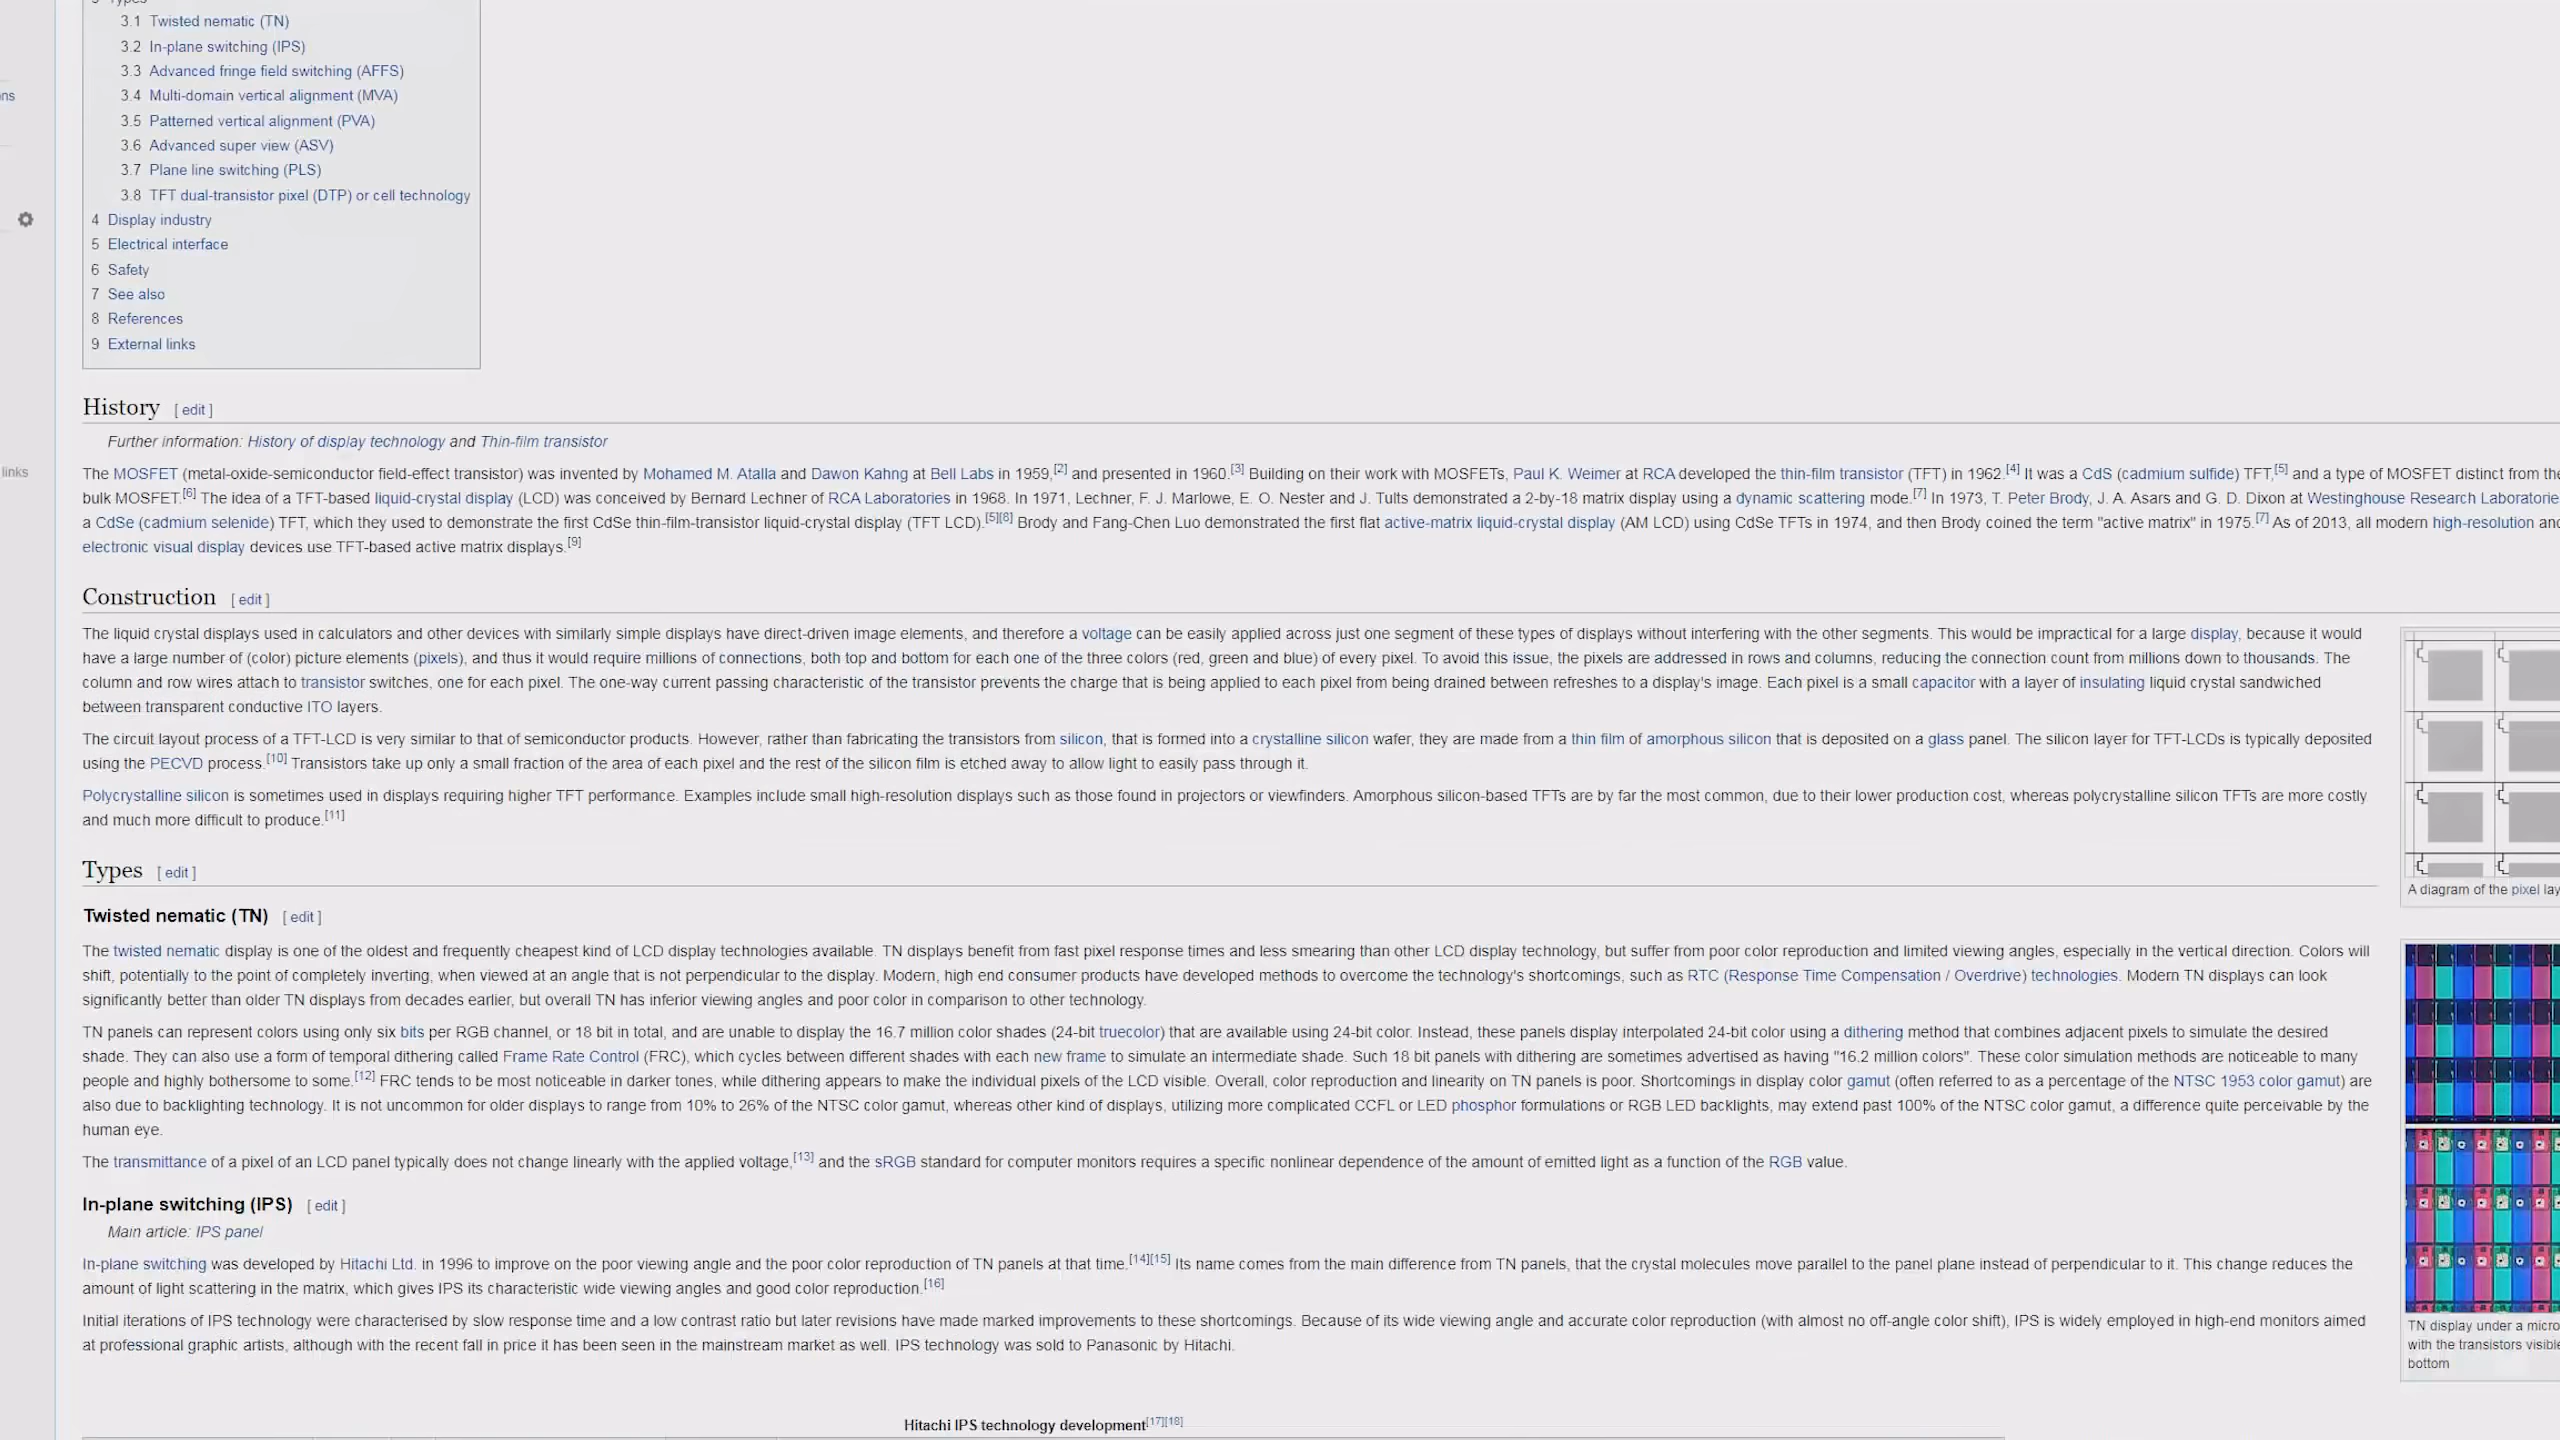 3.1 Twisted nematic (TN)
3.2 In-plane switching (IPS)
3.3 Advanced fringe field switching (AFFS)
ns
3.4 Multi-domain vertical alignment (MVA)
3.5 Patterned vertical alignment (PVA)
3.6 Advanced super view (ASV)
3.7 Plane line switching (PLS)
3.8 TFT dual-transistor pixel (DTP) or cell technology
4 Display industry
5 Electrical interface
6 Safety
7 See also
8 References
9 External links
History [ edit ]
Further information: History of display technology and Thin-film transistor
links
The MOSFET (metal-oxide-semiconductor field-effect transistor) was invented by Mohamed M. Atalla and Dawon Kahng at Bell Labs in 1959,[2] and presented in 1960.[3] Building on their work with MOSFETs, Paul K. Weimer at RCA developed the thin-film transistor (TFT) in 1962.[4] It was a CdS (cadmium sulfide) TFT,[5] and a type of MOSFET distinct from the
bulk MOSFET.[6] The idea of a TFT-based liquid-crystal display (LCD) was conceived by Bernard Lechner of RCA Laboratories in 1968. In 1971, Lechner, F. J. Marlowe, E. O. Nester and J. Tults demonstrated a 2-by-18 matrix display using a dynamic scattering mode.[7] In 1973, T. Peter Brody, J. A. Asars and G. D. Dixon at Westinghouse Research Laboratorie
a CdSe (cadmium selenide) TFT, which they used to demonstrate the first CdSe thin-film-transistor liquid-crystal display (TFT LCD).[5][8] Brody and Fang-Chen Luo demonstrated the first flat active-matrix liquid-crystal display (AM LCD) using CdSe TFTs in 1974, and then Brody coined the term "active matrix" in 1975.[7] As of 2013, all modern high-resolution and
electronic visual display devices use TFT-based active matrix displays.[9]
Construction [ edit ]
The liquid crystal displays used in calculators and other devices with similarly simple displays have direct-driven image elements, and therefore a voltage can be easily applied across just one segment of these types of displays without interfering with the other segments. This would be impractical for a large display, because it would
have a large number of (color) picture elements (pixels), and thus it would require millions of connections, both top and bottom for each one of the three colors (red, green and blue) of every pixel. To avoid this issue, the pixels are addressed in rows and columns, reducing the connection count from millions down to thousands. The
column and row wires attach to transistor switches, one for each pixel. The one-way current passing characteristic of the transistor prevents the charge that is being applied to each pixel from being drained between refreshes to a display's image. Each pixel is a small capacitor with a layer of insulating liquid crystal sandwiched
between transparent conductive ITO layers.
The circuit layout process of a TFT-LCD is very similar to that of semiconductor products. However, rather than fabricating the transistors from silicon, that is formed into a crystalline silicon wafer, they are made from a thin film of amorphous silicon that is deposited on a glass panel. The silicon layer for TFT-LCDs is typically deposited
using the PECVD process.[10] Transistors take up only a small fraction of the area of each pixel and the rest of the silicon film is etched away to allow light to easily pass through it.
Polycrystalline silicon is sometimes used in displays requiring higher TFT performance. Examples include small high-resolution displays such as those found in projectors or viewfinders. Amorphous silicon-based TFTs are by far the most common, due to their lower production cost, whereas polycrystalline silicon TFTs are more costly
and much more difficult to produce.[11]
A diagram of the pixel lay
Types [ edit ]
Twisted nematic (TN) [ edit ]
The twisted nematic display is one of the oldest and frequently cheapest kind of LCD display technologies available. TN displays benefit from fast pixel response times and less smearing than other LCD display technology, but suffer from poor color reproduction and limited viewing angles, especially in the vertical direction. Colors will
shift, potentially to the point of completely inverting, when viewed at an angle that is not perpendicular to the display. Modern, high end consumer products have developed methods to overcome the technology's shortcomings, such as RTC (Response Time Compensation / Overdrive) technologies. Modern TN displays can look
significantly better than older TN displays from decades earlier, but overall TN has inferior viewing angles and poor color in comparison to other technology.
TN panels can represent colors using only six bits per RGB channel, or 18 bit in total, and are unable to display the 16.7 million color shades (24-bit truecolor) that are available using 24-bit color. Instead, these panels display interpolated 24-bit color using a dithering method that combines adjacent pixels to simulate the desired
shade. They can also use a form of temporal dithering called Frame Rate Control (FRC), which cycles between different shades with each new frame to simulate an intermediate shade. Such 18 bit panels with dithering are sometimes advertised as having "16.2 million colors". These color simulation methods are noticeable to many
people and highly bothersome to some.[12] FRC tends to be most noticeable in darker tones, while dithering appears to make the individual pixels of the LCD visible. Overall, color reproduction and linearity on TN panels is poor. Shortcomings in display color gamut (often referred to as a percentage of the NTSC 1953 color gamut) are
also due to backlighting technology. It is not uncommon for older displays to range from 10% to 26% of the NTSC color gamut, whereas other kind of displays, utilizing more complicated CCFL or LED phosphor formulations or RGB LED backlights, may extend past 100% of the NTSC color gamut, a difference quite perceivable by the
human eye.
The transmittance of a pixel of an LCD panel typically does not change linearly with the applied voltage,[13] and the sRGB standard for computer monitors requires a specific nonlinear dependence of the amount of emitted light as a function of the RGB value.
In-plane switching (IPS) [ edit ]
Main article: IPS panel
In-plane switching was developed by Hitachi Ltd. in 1996 to improve on the poor viewing angle and the poor color reproduction of TN panels at that time.[14][15] Its name comes from the main difference from TN panels, that the crystal molecules move parallel to the panel plane instead of perpendicular to it. This change reduces the
amount of light scattering in the matrix, which gives IPS its characteristic wide viewing angles and good color reproduction.[16]
Initial iterations of IPS technology were characterised by slow response time and a low contrast ratio but later revisions have made marked improvements to these shortcomings. Because of its wide viewing angle and accurate color reproduction (with almost no off-angle color shift), IPS is widely employed in high-end monitors aimed
at professional graphic artists, although with the recent fall in price it has been seen in the mainstream market as well. IPS technology was sold to Panasonic by Hitachi.
TN display under a micro
with the transistors visible
bottom
Hitachi IPS technology development[17][18]